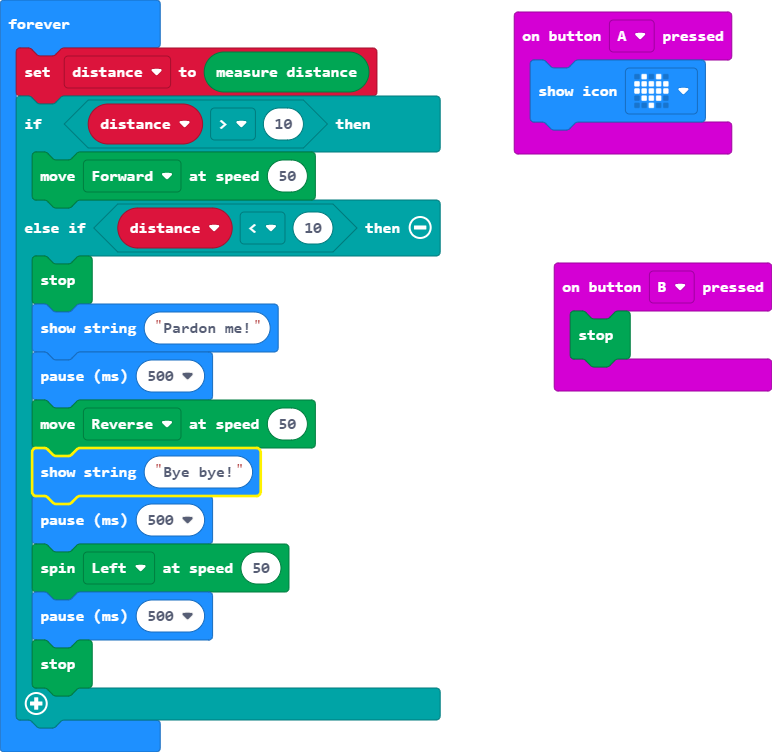 forever
set distance to measure distance
if distance > 10 then
move Forward at speed 50
else if distance < 10 then
stop
show string "Pardon me!"
pause (ms) 500
move Reverse at speed 50
show string "Bye bye!"
pause (ms) 500
spin Left at speed 50
pause (ms) 500
stop
on button A pressed
show icon
on button B pressed
stop